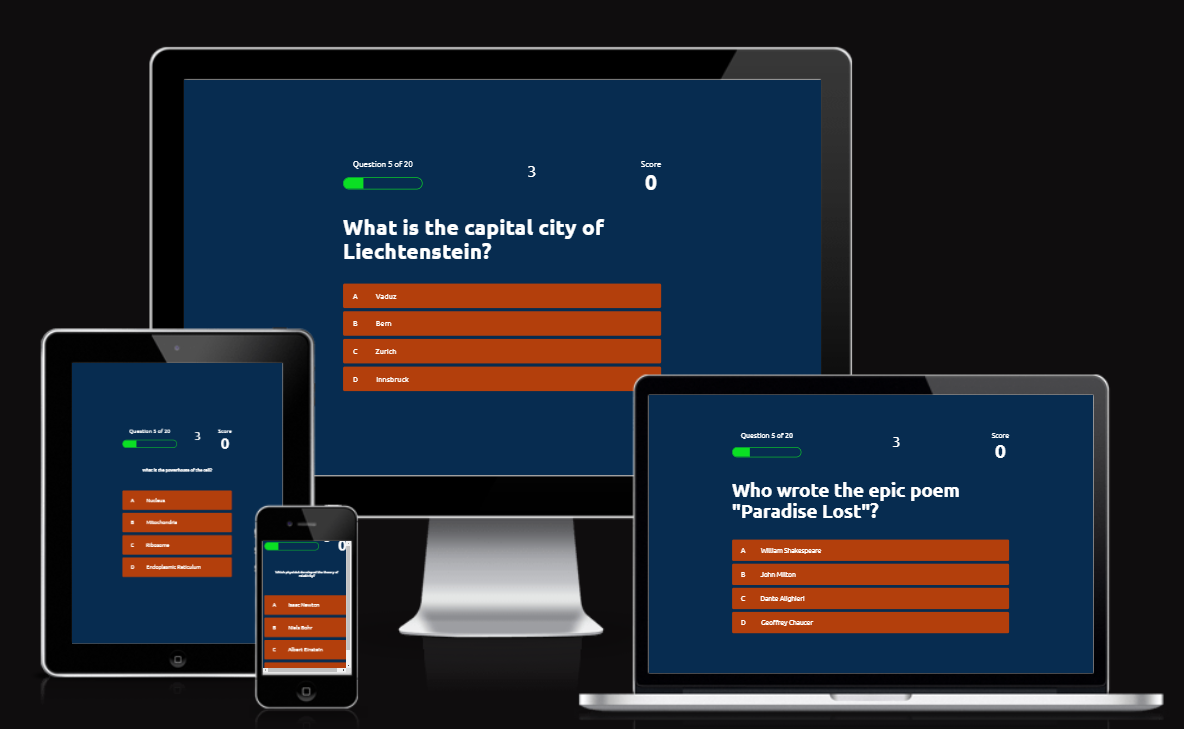 Question 5 of 20
3
Score
0
What is the capital city of
Liechtenstein?
A Vaduz
B Bern
C Zurich
D Innsbruck
Question 5 of 20
3
Score
0
What is the powerhouse of the cell?
A Nucleus
B Mitochondria
C Ribosome
D Endoplasmic Reticulum
0
Which physicist developed the theory of
relativity?
A Isaac Newton
B Niels Bohr
C Albert Einstein
Question 5 of 20
3
Score
0
Who wrote the epic poem
"Paradise Lost"?
A William Shakespeare
B John Milton
C Dante Alighieri
D Geoffrey Chaucer